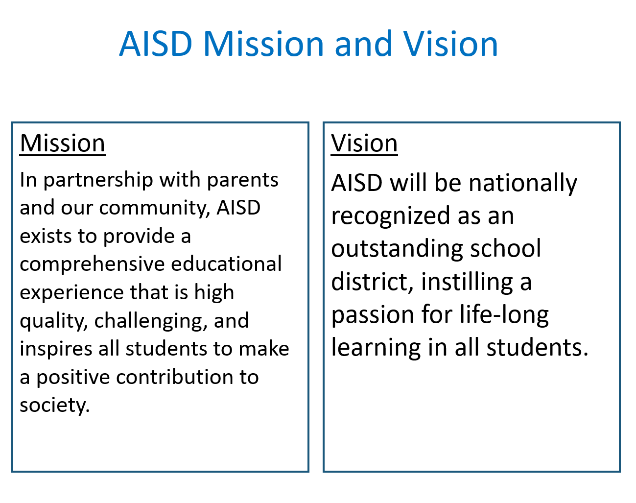 AISD Mission and Vision
Mission
In partnership with parents
and our community, AISD
exists to provide a
comprehensive educational
experience that is high
quality, challenging, and
inspires all students to make
a positive contribution to
society.
Vision
AISD will be nationally
recognized as an
outstanding school
district, instilling a
passion for life-long
learning in all students.